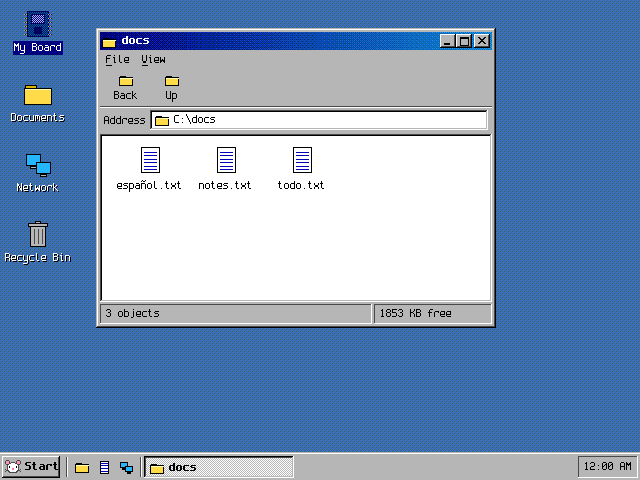 My Board
Documents
Network
Recycle Bin
docs
File View
Back Up
Address C:\docs
español.txt notes.txt todo.txt
3 objects 1853 KB free
Start docs 12:00 AM